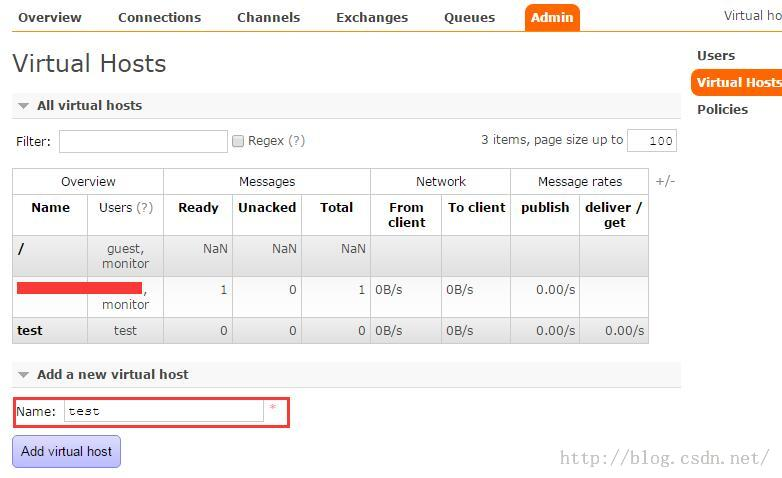 Overview Connections Channels Exchanges Queues Admin Virtual ho
Virtual Hosts
Users
Virtual Hosts
Policies
All virtual hosts
Filter: Regex (?) 3 items, page size up to 100
Overview Messages Network Message rates +/-
Name Users (?) Ready Unacked Total From client To client publish deliver / get
/ guest, monitor NaN NaN NaN
, monitor 1 0 1 0B/s 0B/s 0.00/s
test test 0 0 0 0B/s 0B/s 0.00/s 0.00/s
Add a new virtual host
Name: test *
Add virtual host
http://blog.csdn.net/